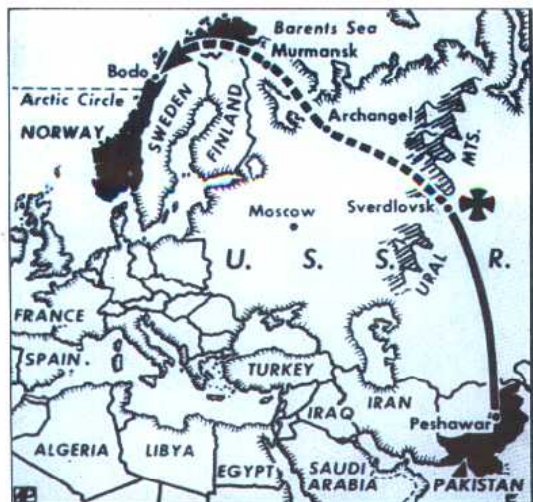 Barents Sea
Murmansk
Bodo
Arctic Circle
NORWAY
SWEDEN
FINLAND
Archangel
MTS.
Moscow
Sverdlovsk
U. S. S. R.
URAL
FRANCE
SPAIN.
TURKEY
IRAQ
IRAN
Peshawar
ALGERIA
LIBYA
EGYPT
SAUDI
ARABIA
PAKISTAN